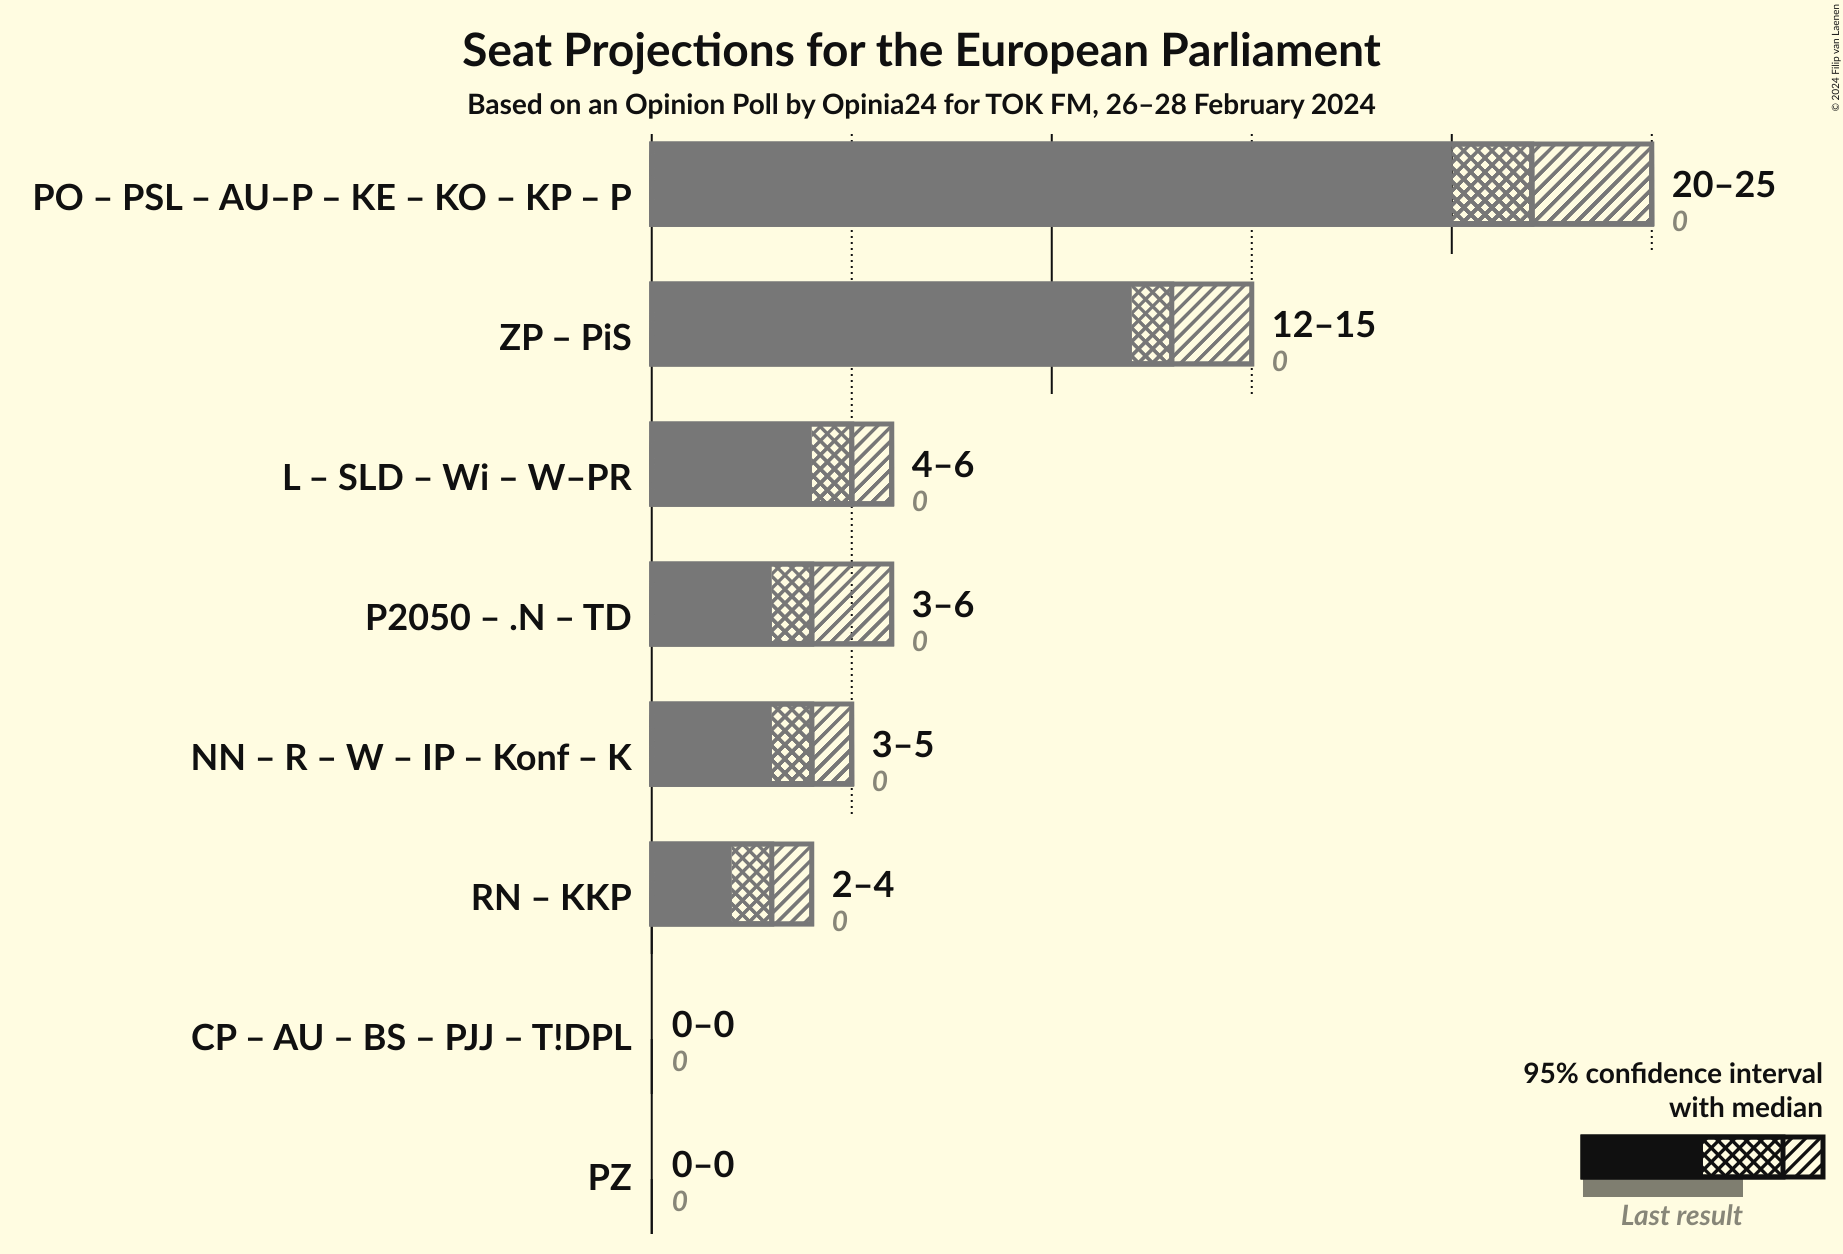 Seat Projections for the European Parliament
Based on an Opinion Poll by Opinia24 for TOK FM, 26–28 February 2024
© 2024 Filip van Laenen
PO – PSL – AU–P – KE – KO – KP – P
20–25
0
ZP – PiS
12–15
0
L – SLD – Wi – W–PR
4–6
0
P2050 – .N – TD
3–6
0
NN – R – W – IP – Konf – K
3–5
0
RN – KKP
2–4
0
CP – AU – BS – PJJ – T!DPL
0–0
0
PZ
0–0
0
95% confidence interval
with median
Last result